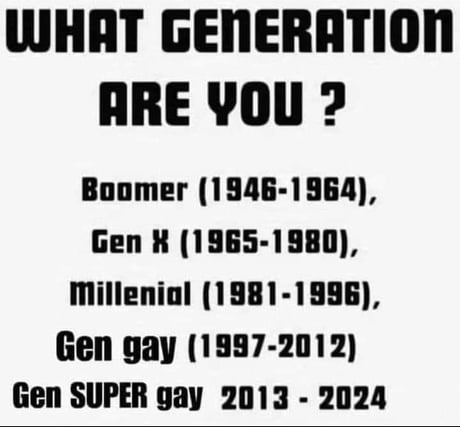 WHAT GENERATION
ARE YOU ?
Boomer (1946-1964),
Gen X (1965-1980),
Millenial (1981-1996),
Gen gay (1997-2012)
Gen SUPER gay 2013 - 2024